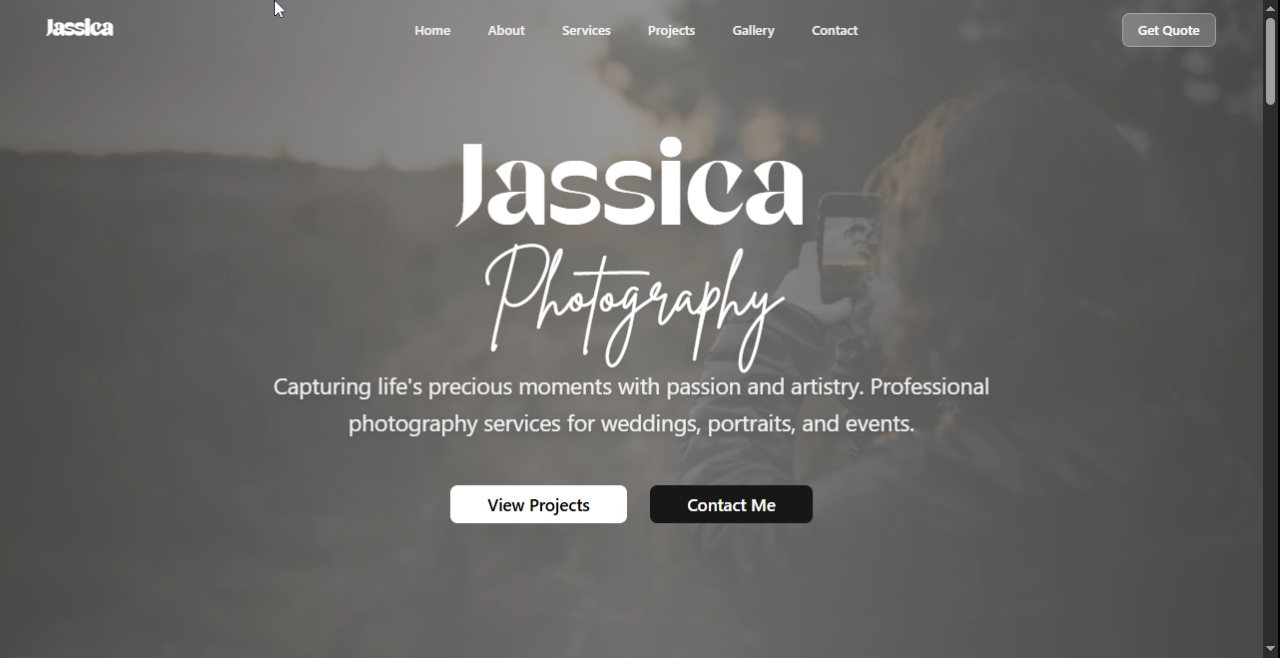 Jassica
Home About Services Projects Gallery Contact
Get Quote
Jassica
Photography
Capturing life's precious moments with passion and artistry. Professional
photography services for weddings, portraits, and events.
View Projects
Contact Me